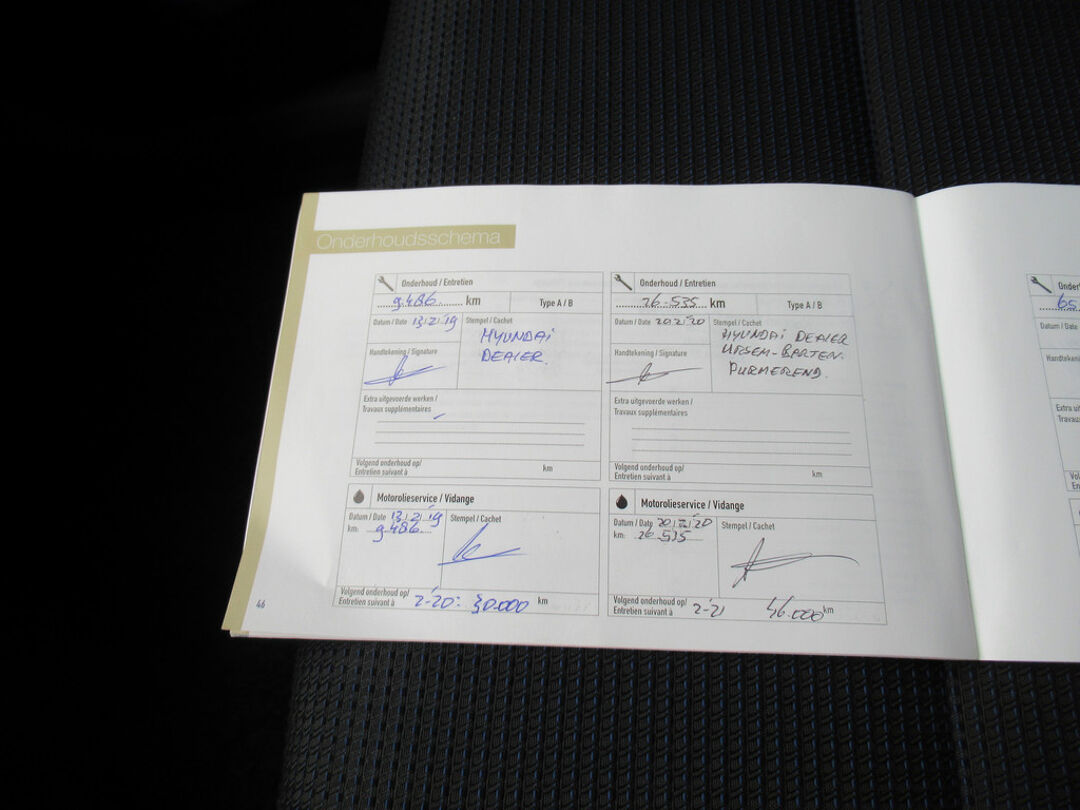 Onderhoudsschema
Onderhoud / Entretien
9.486 km
Type A / B
Datum / Date 13/2/'19
Stempel / Cachet
HYUNDAi
DEALER.
Handtekening / Signature
Extra uitgevoerde werken /
Travaux supplémentaires
Volgend onderhoud op/
Entretien suivant à
km
Motorolieservice / Vidange
Datum / Date 13/2/'19
km: 9.486
Stempel / Cachet
Volgend onderhoud op/
Entretien suivant à 2-'20: 30.000 km
Onderhoud / Entretien
26.535 km
Type A / B
Datum / Date 20/2/'20
Stempel / Cachet
HYUNDAi DEALER
PURMEREND.
Handtekening / Signature
Extra uitgevoerde werken /
Travaux supplémentaires
Volgend onderhoud op/
Entretien suivant à
km
Motorolieservice / Vidange
Datum / Date 20/2/'20
km: 26.535
Stempel / Cachet
Volgend onderhoud op/
Entretien suivant à 2-21 46.000 km
46
65
Datum / Date
Extra